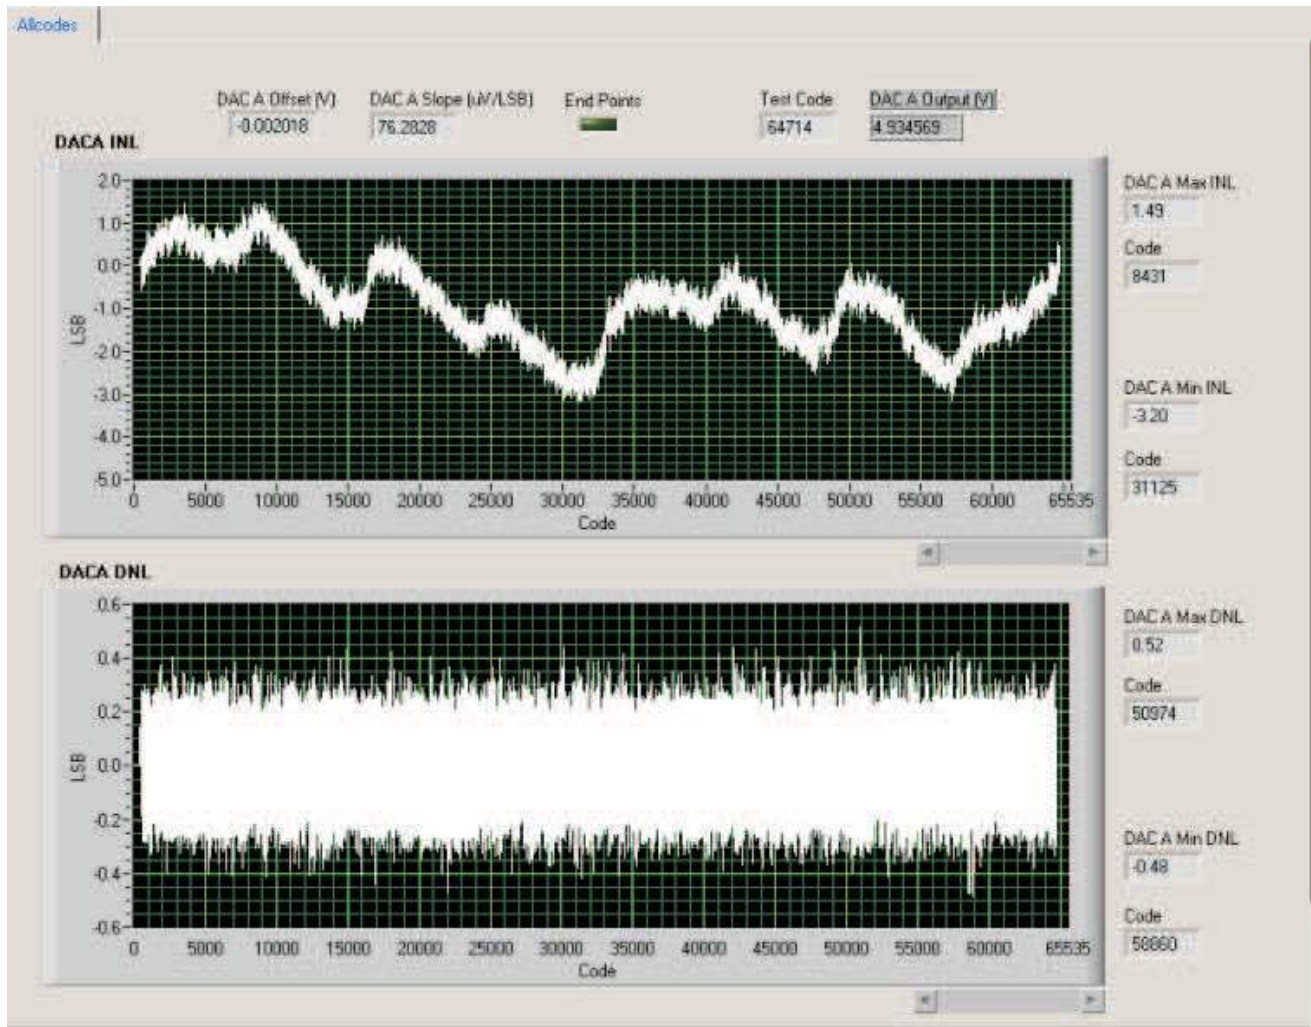 Allcodes
DAC A Offset (V) DAC A Slope (uV/LSB) End Points Test Code DAC A Output (V)
-0.002018 76.2828 64714 4.934569
DACA INL
2.0
1.0
0.0
-1.0
-2.0
-3.0
-4.0
-5.0
LSB
0 5000 10000 15000 20000 25000 30000 35000 40000 45000 50000 55000 60000 65535
Code
DAC A Max INL
1.49
Code
8431
DAC A Min INL
-3.20
Code
31125
DACA DNL
0.6
0.4
0.2
0.0
-0.2
-0.4
-0.6
LSB
0 5000 10000 15000 20000 25000 30000 35000 40000 45000 50000 55000 60000 65535
Code
DAC A Max DNL
0.52
Code
50974
DAC A Min DNL
-0.48
Code
58860